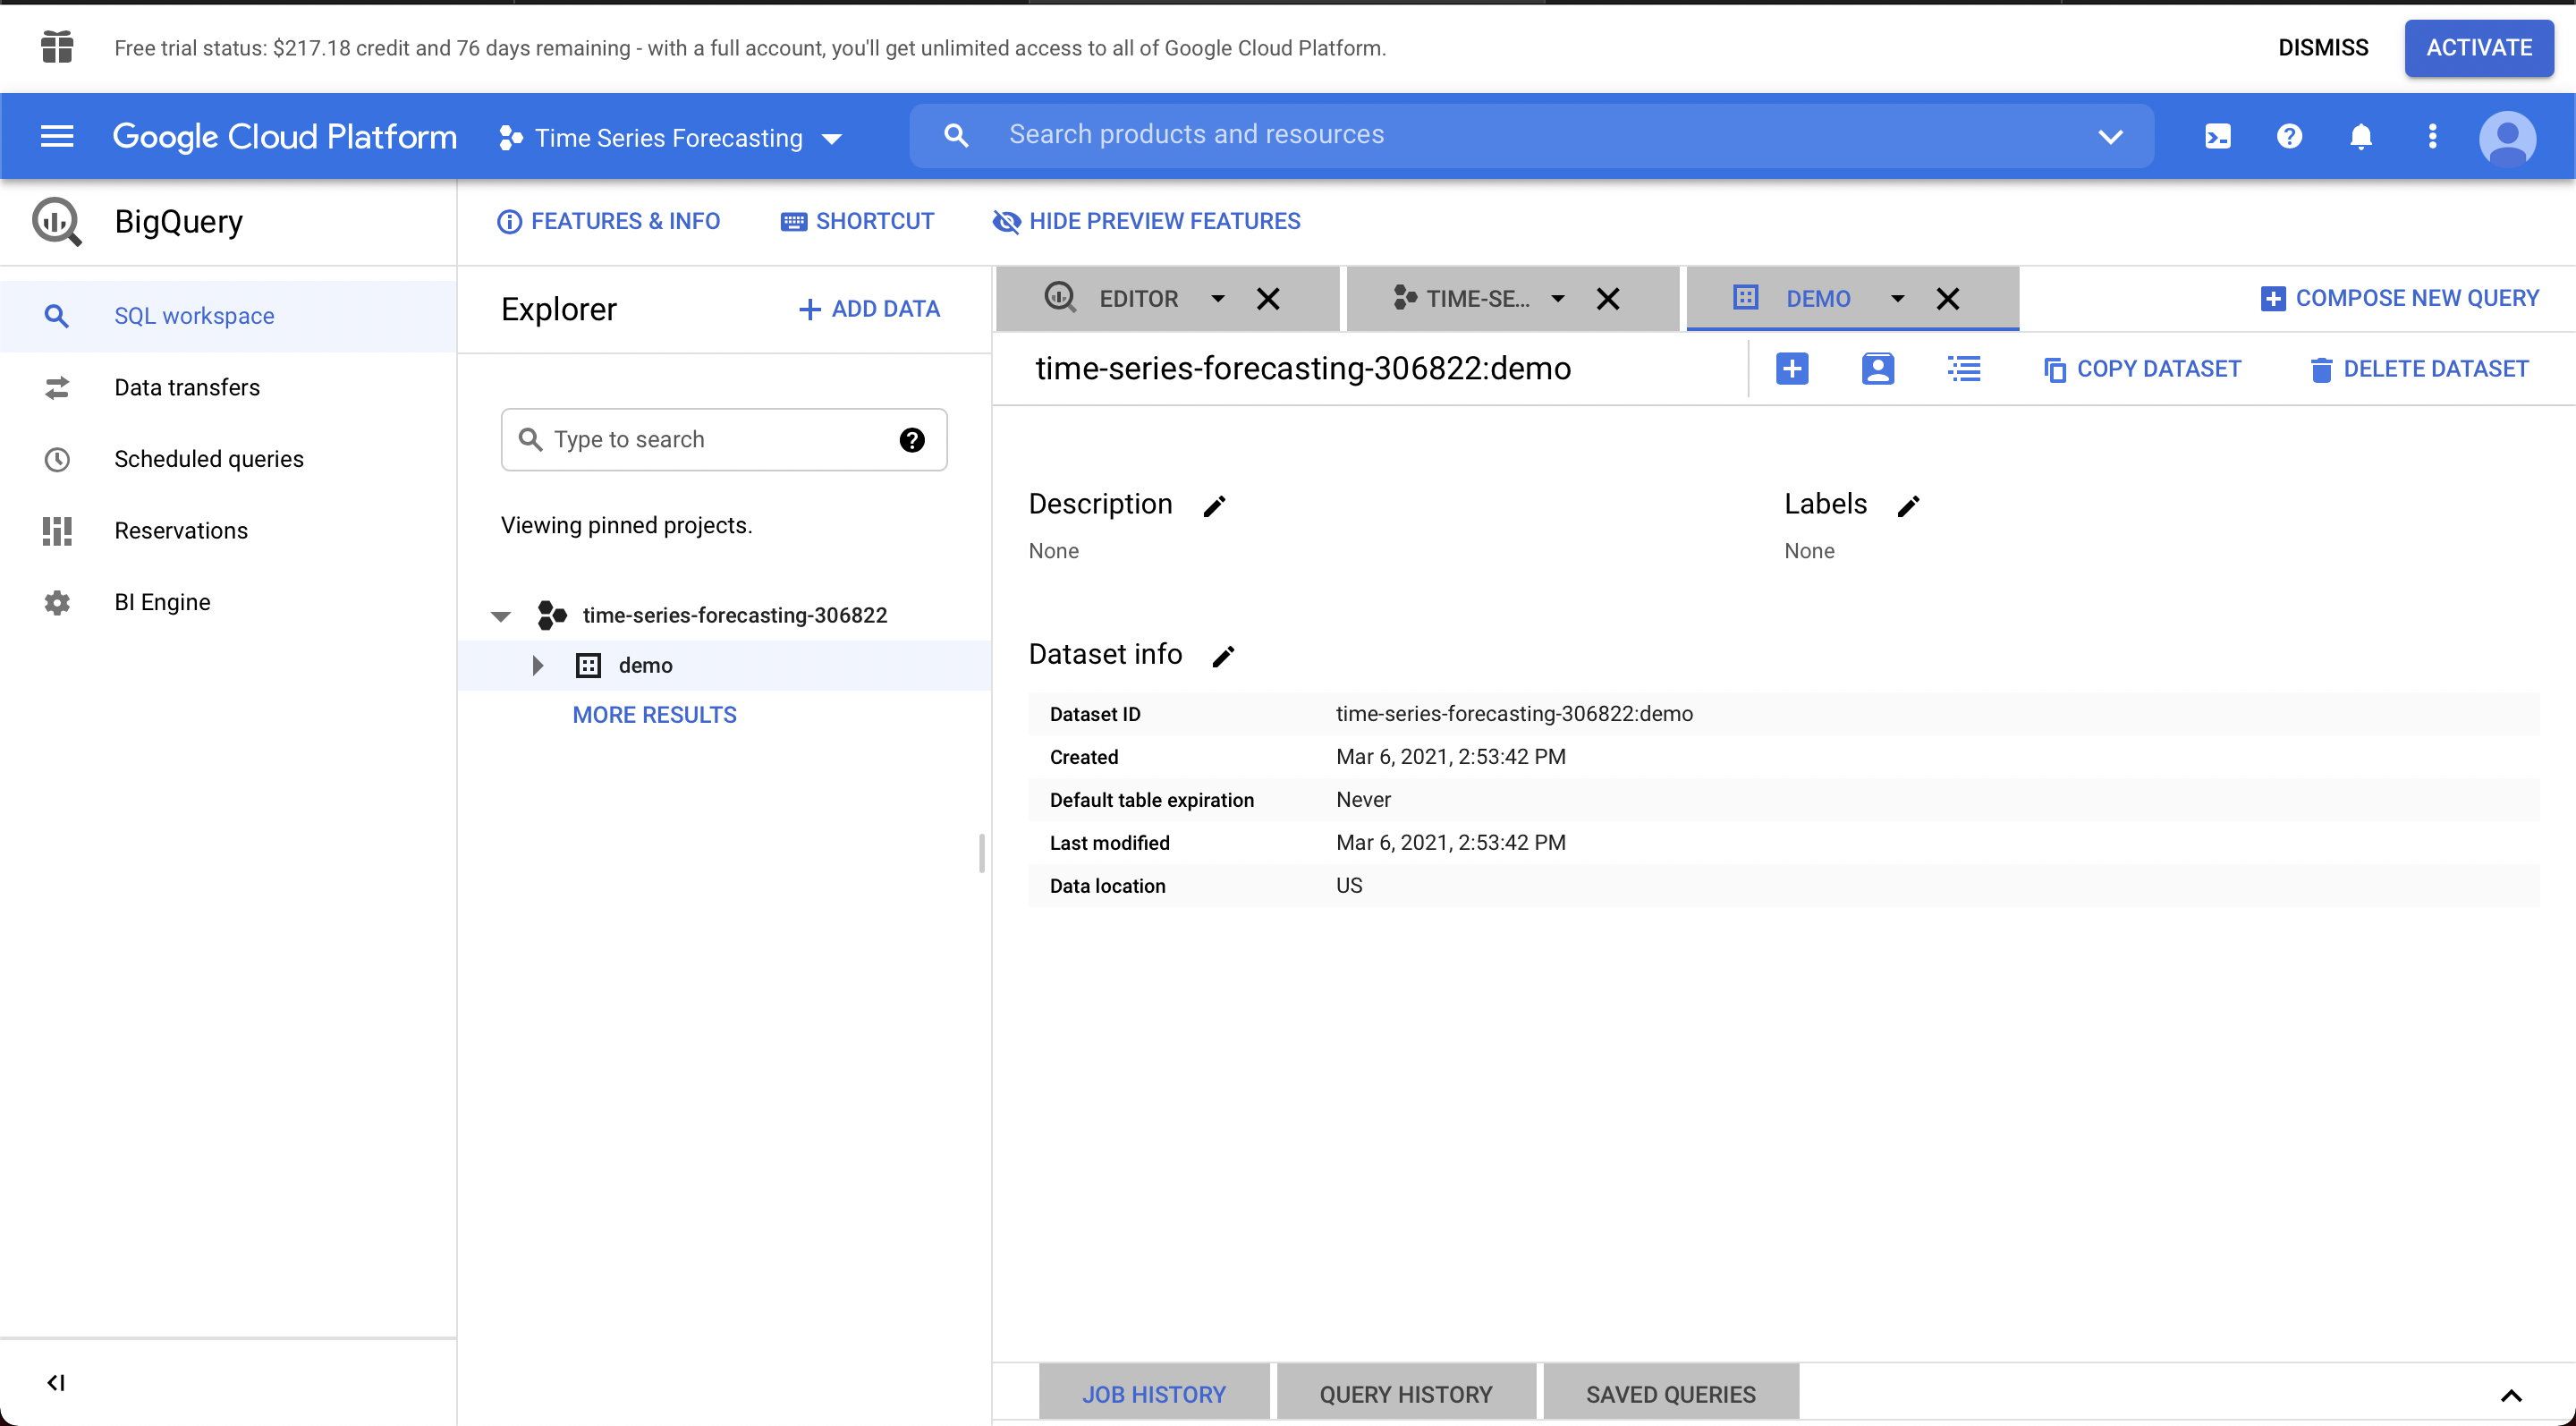 Free trial status: $217.18 credit and 76 days remaining - with a full account, you'll get unlimited access to all of Google Cloud Platform.
DISMISS
ACTIVATE
Google Cloud Platform
Time Series Forecasting
Search products and resources
BigQuery
FEATURES & INFO
SHORTCUT
HIDE PREVIEW FEATURES
SQL workspace
Data transfers
Scheduled queries
Reservations
BI Engine
Explorer
ADD DATA
Type to search
Viewing pinned projects.
time-series-forecasting-306822
demo
MORE RESULTS
EDITOR
TIME-SE...
DEMO
COMPOSE NEW QUERY
time-series-forecasting-306822:demo
COPY DATASET
DELETE DATASET
Description
None
Labels
None
Dataset info
Dataset ID time-series-forecasting-306822:demo
Created Mar 6, 2021, 2:53:42 PM
Default table expiration Never
Last modified Mar 6, 2021, 2:53:42 PM
Data location US
JOB HISTORY
QUERY HISTORY
SAVED QUERIES